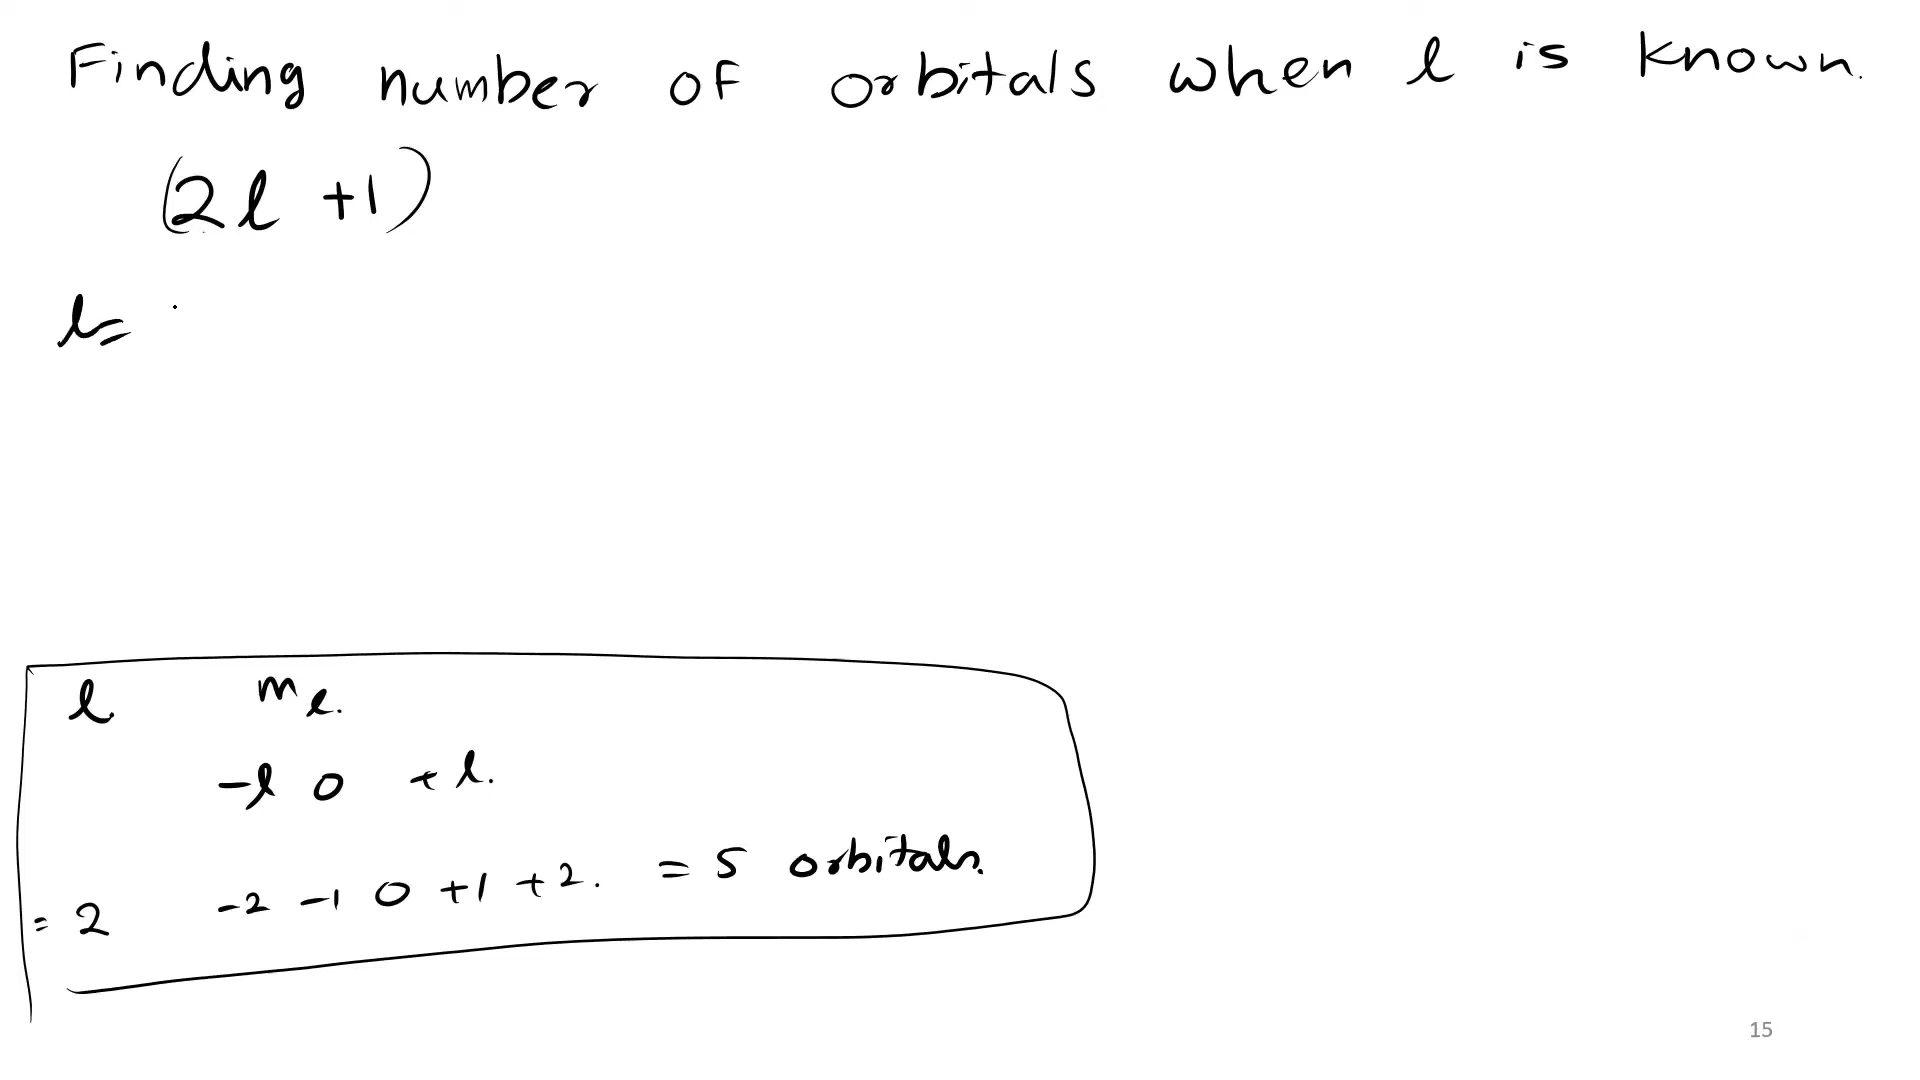 Finding number of orbitals when l is known.
(2l +1)
l=
l ml.
-l 0 +l.
= 2 -2 -1 0 +1 +2. = 5 orbitals.
15